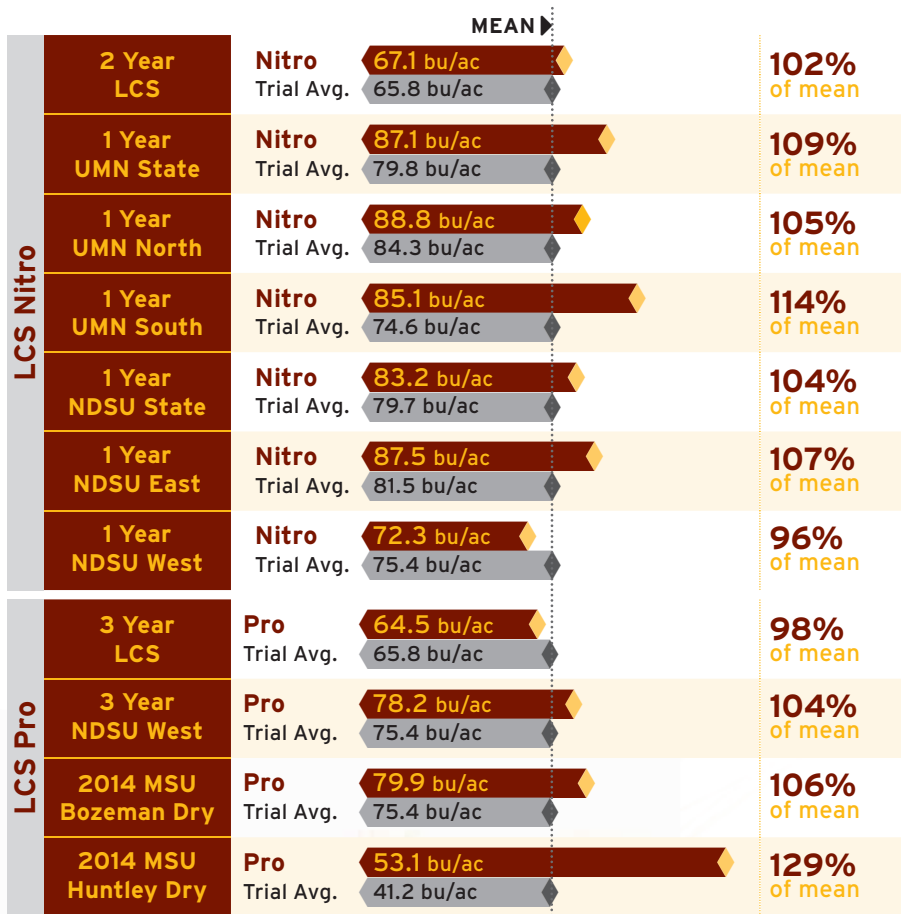 MEAN
LCS Nitro
2 Year
LCS
Nitro 67.1 bu/ac
Trial Avg. 65.8 bu/ac
102%
of mean
1 Year
UMN State
Nitro 87.1 bu/ac
Trial Avg. 79.8 bu/ac
109%
of mean
1 Year
UMN North
Nitro 88.8 bu/ac
Trial Avg. 84.3 bu/ac
105%
of mean
1 Year
UMN South
Nitro 85.1 bu/ac
Trial Avg. 74.6 bu/ac
114%
of mean
1 Year
NDSU State
Nitro 83.2 bu/ac
Trial Avg. 79.7 bu/ac
104%
of mean
1 Year
NDSU East
Nitro 87.5 bu/ac
Trial Avg. 81.5 bu/ac
107%
of mean
1 Year
NDSU West
Nitro 72.3 bu/ac
Trial Avg. 75.4 bu/ac
96%
of mean
LCS Pro
3 Year
LCS
Pro 64.5 bu/ac
Trial Avg. 65.8 bu/ac
98%
of mean
3 Year
NDSU West
Pro 78.2 bu/ac
Trial Avg. 75.4 bu/ac
104%
of mean
2014 MSU
Bozeman Dry
Pro 79.9 bu/ac
Trial Avg. 75.4 bu/ac
106%
of mean
2014 MSU
Huntley Dry
Pro 53.1 bu/ac
Trial Avg. 41.2 bu/ac
129%
of mean